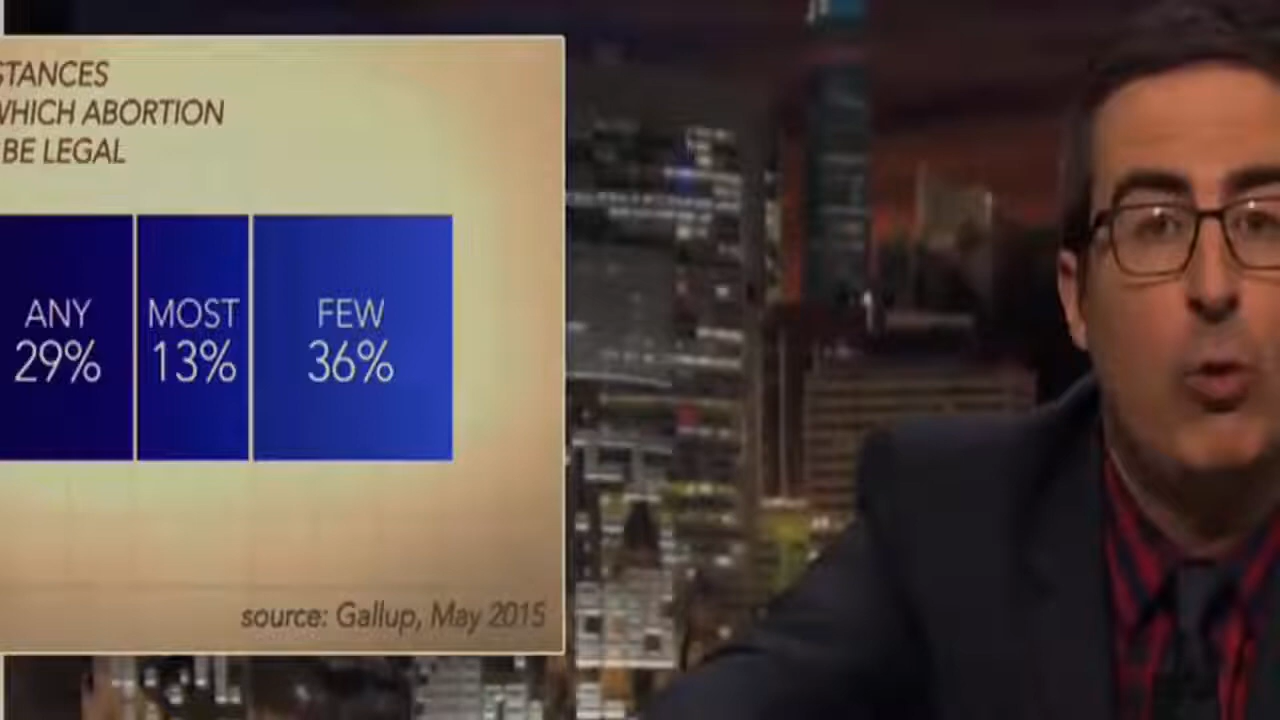 STANCES
WHICH ABORTION
BE LEGAL
ANY MOST FEW
29% 13% 36%
source: Gallup, May 2015